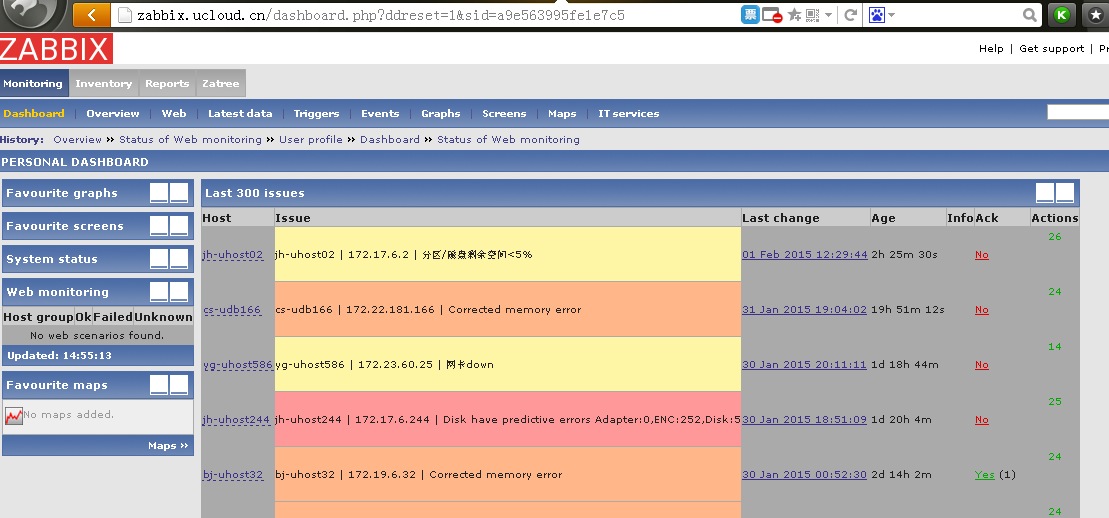 zabbix.ucloud.cn/dashboard.php?ddreset=1&sid=a9e563995fe1e7c5
票
K
ZABBIX
Help | Get support | Pr
Monitoring Inventory Reports Zatree
Dashboard | Overview | Web | Latest data | Triggers | Events | Graphs | Screens | Maps | IT services
History: Overview » Status of Web monitoring » User profile » Dashboard » Status of Web monitoring
PERSONAL DASHBOARD
Favourite graphs
Favourite screens
System status
Web monitoring
Host group Ok Failed Unknown
No web scenarios found.
Updated: 14:55:13
Favourite maps
No maps added.
Maps »
Last 300 issues
Host Issue Last change Age Info Ack Actions
jh-uhost02 jh-uhost02 | 172.17.6.2 | 分区/磁盘剩余空间<5% 01 Feb 2015 12:29:44 2h 25m 30s No 26
cs-udb166 cs-udb166 | 172.22.181.166 | Corrected memory error 31 Jan 2015 19:04:02 19h 51m 12s No 24
yg-uhost586 yg-uhost586 | 172.23.60.25 | 网卡down 30 Jan 2015 20:11:11 1d 18h 44m No 14
jh-uhost244 jh-uhost244 | 172.17.6.244 | Disk have predictive errors Adapter:0,ENC:252,Disk:5 30 Jan 2015 18:51:09 1d 20h 4m No 25
bj-uhost32 bj-uhost32 | 172.19.6.32 | Corrected memory error 30 Jan 2015 00:52:30 2d 14h 2m Yes (1) 24
24